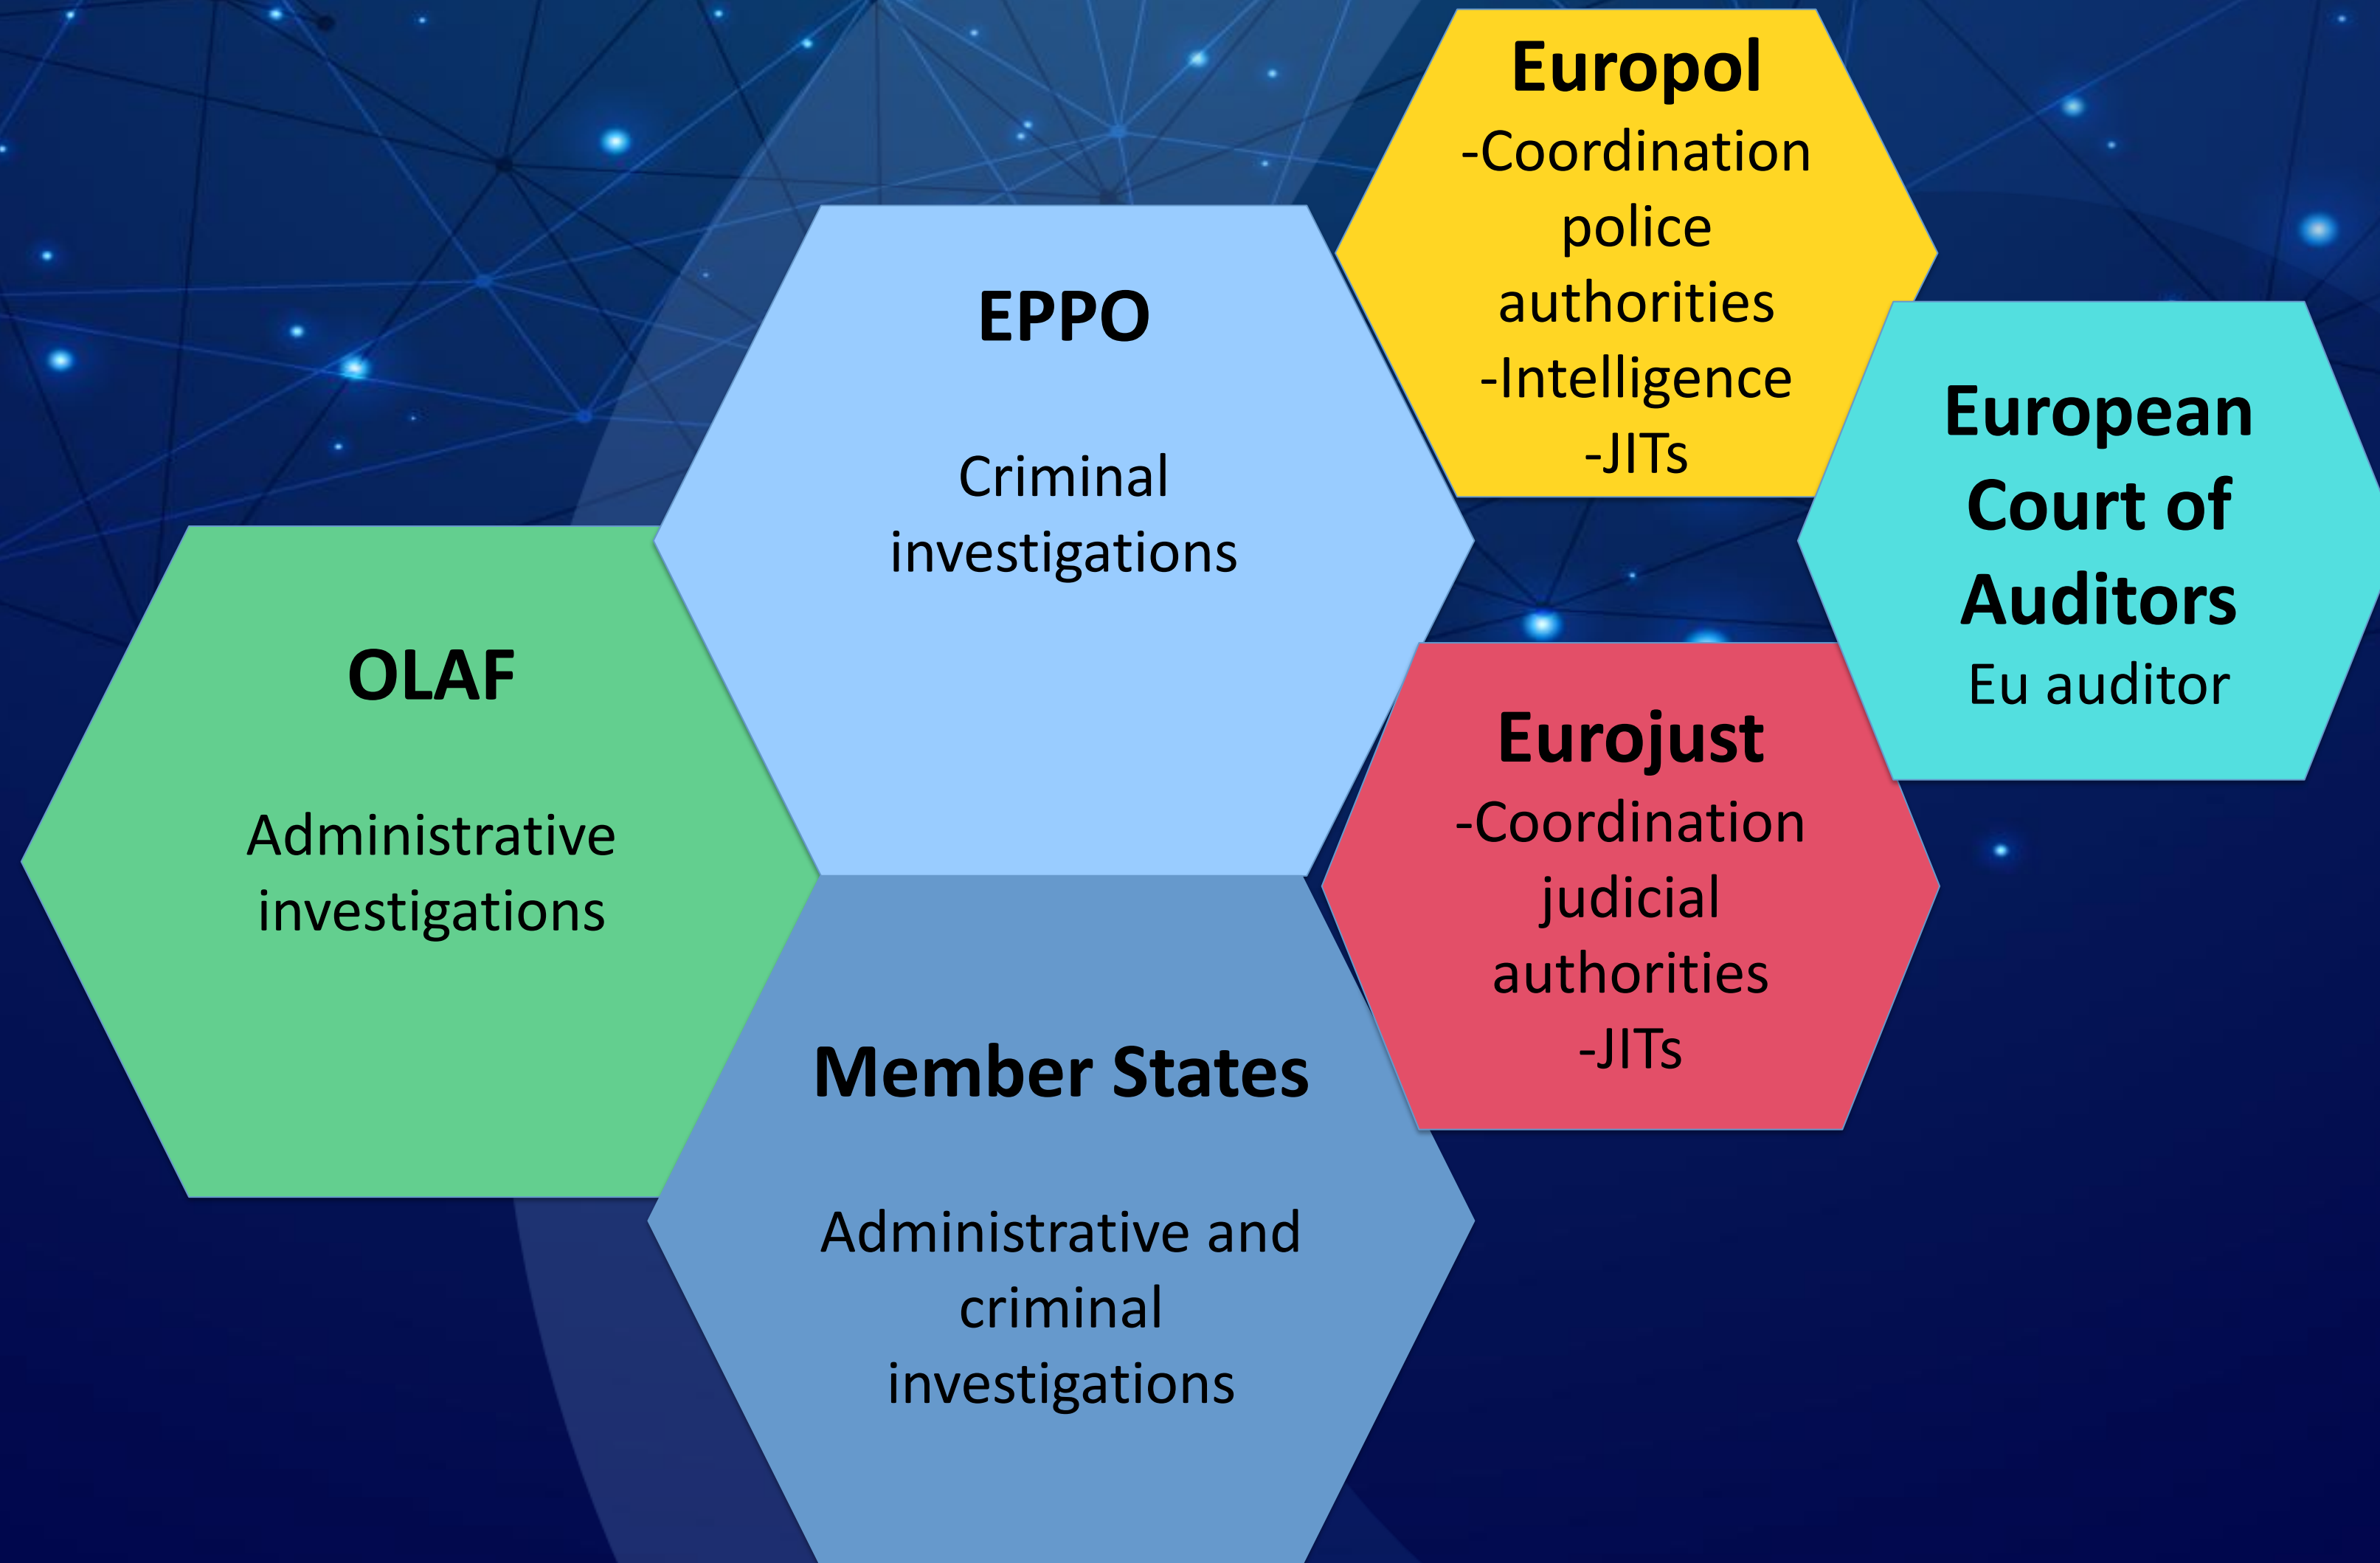 OLAF
Administrative
investigations
EPPO
Criminal
investigations
Member States
Administrative and
criminal
investigations
Europol
-Coordination
police
authorities
-Intelligence
-JITs
Eurojust
-Coordination
judicial
authorities
-JITs
European
Court of
Auditors
Eu auditor